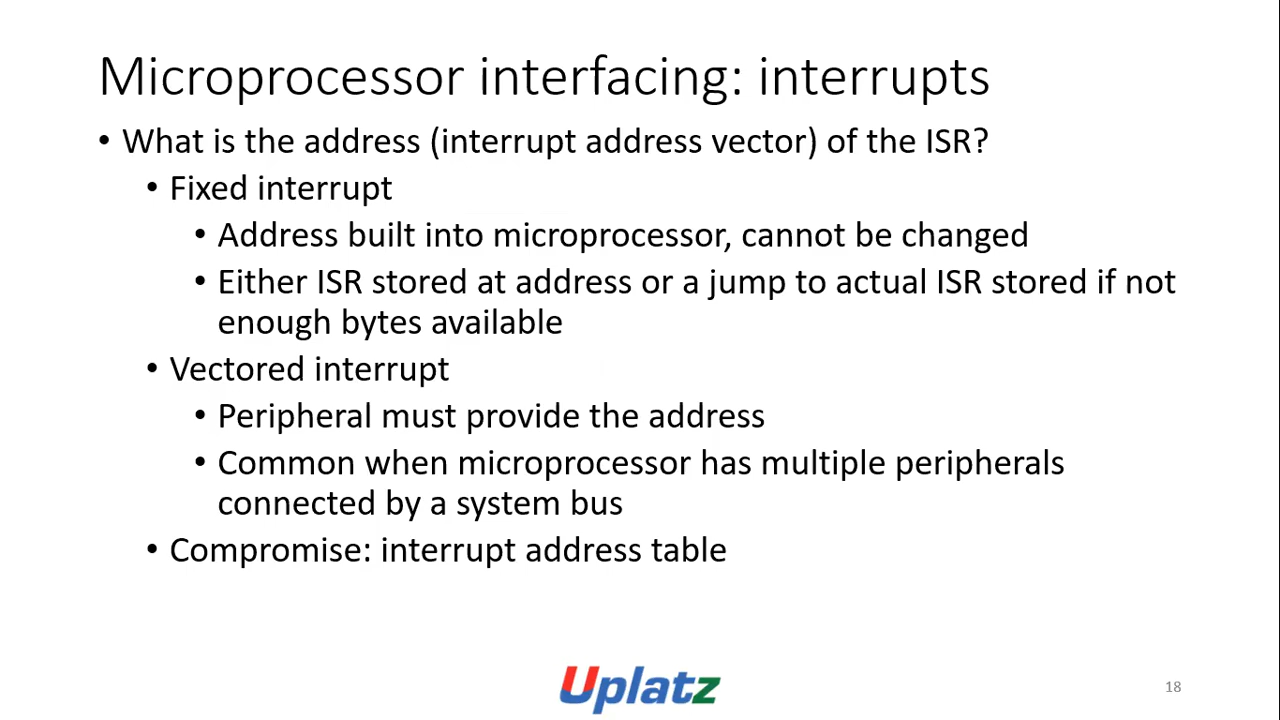 Microprocessor interfacing: interrupts
• What is the address (interrupt address vector) of the ISR?
• Fixed interrupt
• Address built into microprocessor, cannot be changed
• Either ISR stored at address or a jump to actual ISR stored if not
enough bytes available
• Vectored interrupt
• Peripheral must provide the address
• Common when microprocessor has multiple peripherals
connected by a system bus
• Compromise: interrupt address table
Uplatz
18